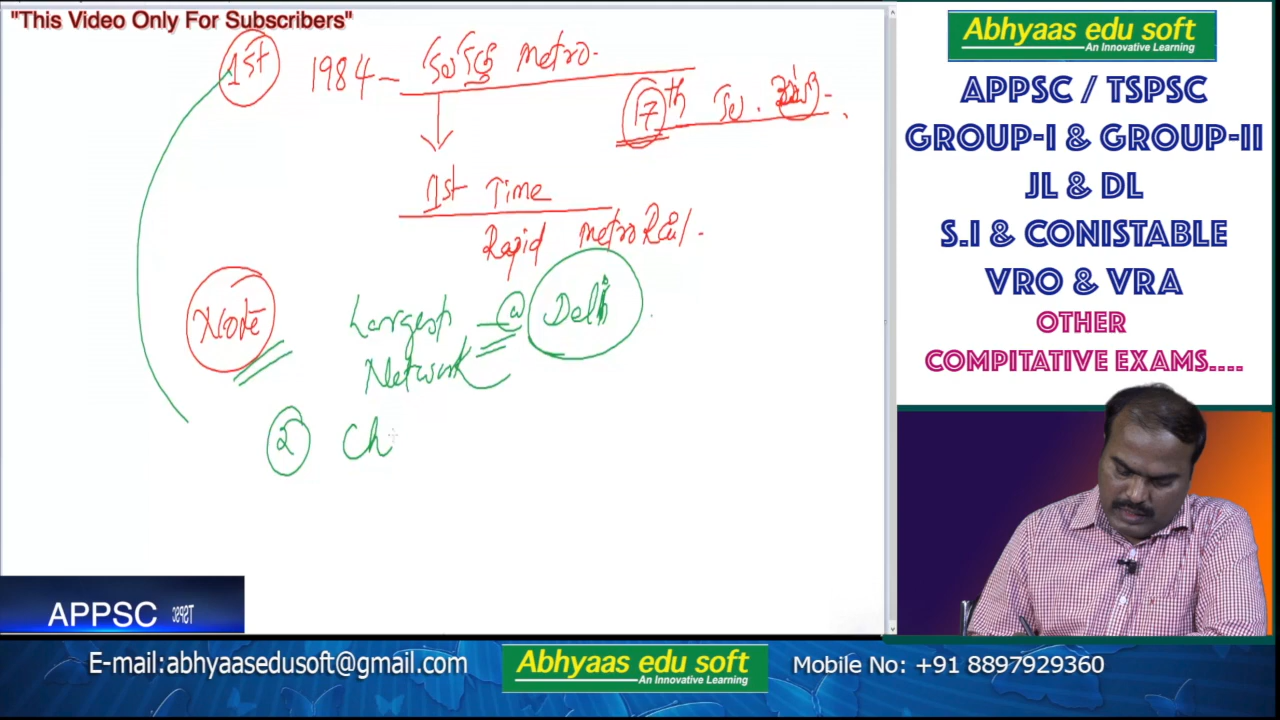 "This Video Only For Subscribers"
1st 1984 - Metro.
17th
1st Time
Rapid Metro Rail.
Note
Largest @ Delhi
Network
2 Ch
Abhyaas edu soft
An Innovative Learning
APPSC / TSPSC
GROUP-I & GROUP-II
JL & DL
S.I & CONISTABLE
VRO & VRA
OTHER
COMPITATIVE EXAMS....
APPSC TSPSC
E-mail:abhyaasedusoft@gmail.com
Abhyaas edu soft
An Innovative Learning
Mobile No: +91 8897929360